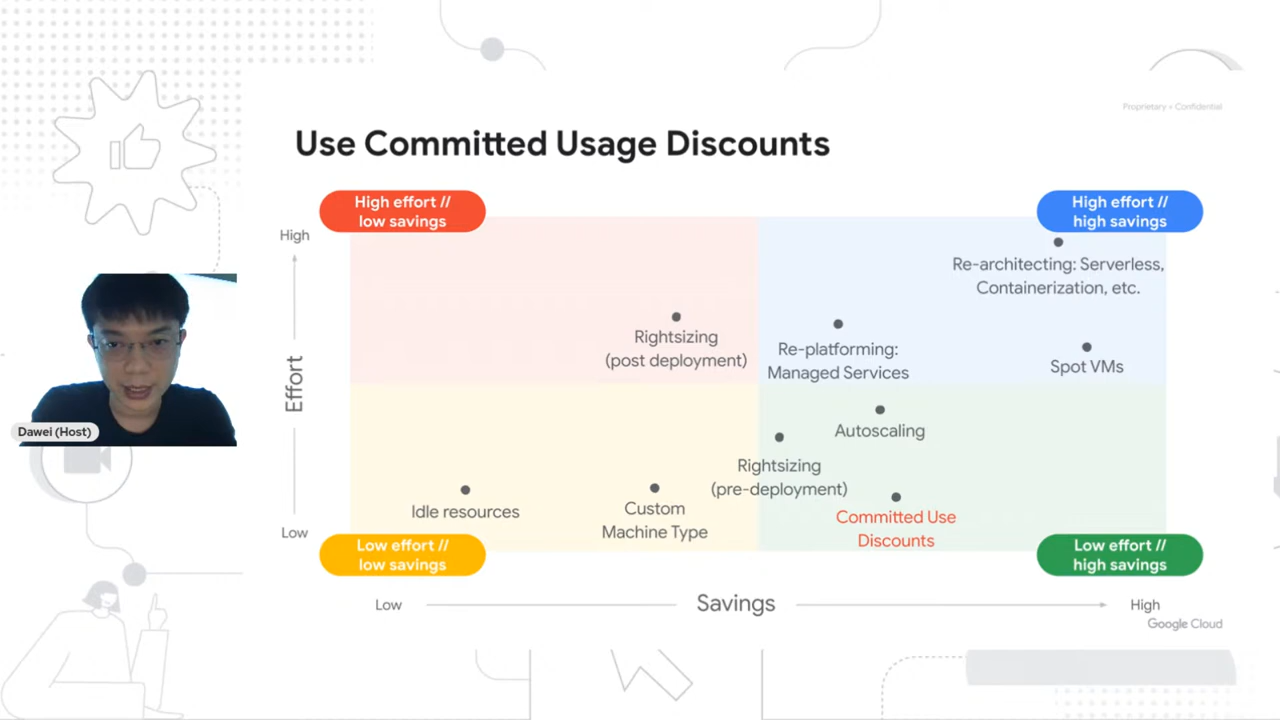 Proprietary + Confidential
Use Committed Usage Discounts
High effort //
low savings
High effort //
high savings
High
Re-architecting: Serverless,
Containerization, etc.
Rightsizing
(post deployment)
Re-platforming:
Managed Services
Spot VMs
Effort
Dawei (Host)
Autoscaling
Rightsizing
(pre-deployment)
Idle resources
Custom
Machine Type
Committed Use
Discounts
Low
Low effort //
low savings
Low effort //
high savings
Low
Savings
High
Google Cloud